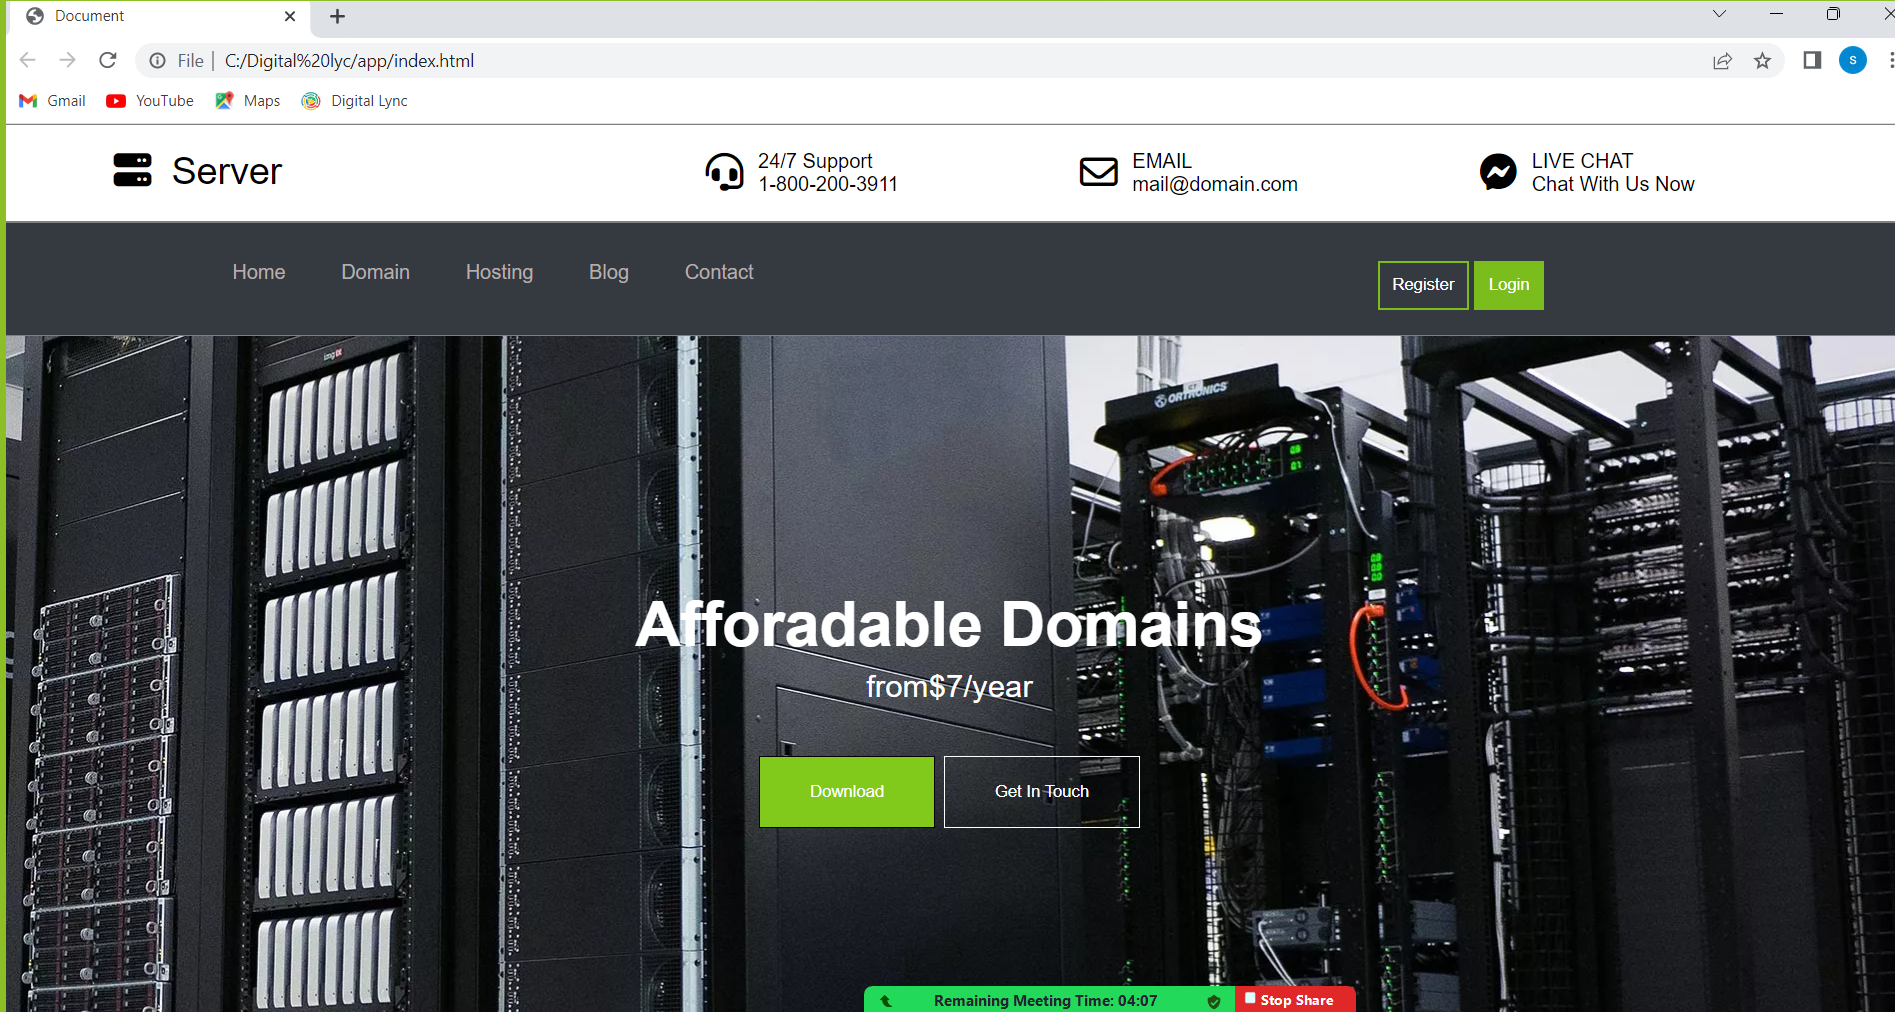 Document
File
C:/Digital%20lyc/app/index.html
S
Gmail
YouTube
Maps
Digital Lync
Server
24/7 Support
1-800-200-3911
EMAIL
mail@domain.com
LIVE CHAT
Chat With Us Now
Home
Domain
Hosting
Blog
Contact
Register
Login
ORTRONICS
Afforadable Domains
from$7/year
Download
Get In Touch
Remaining Meeting Time: 04:07
Stop Share